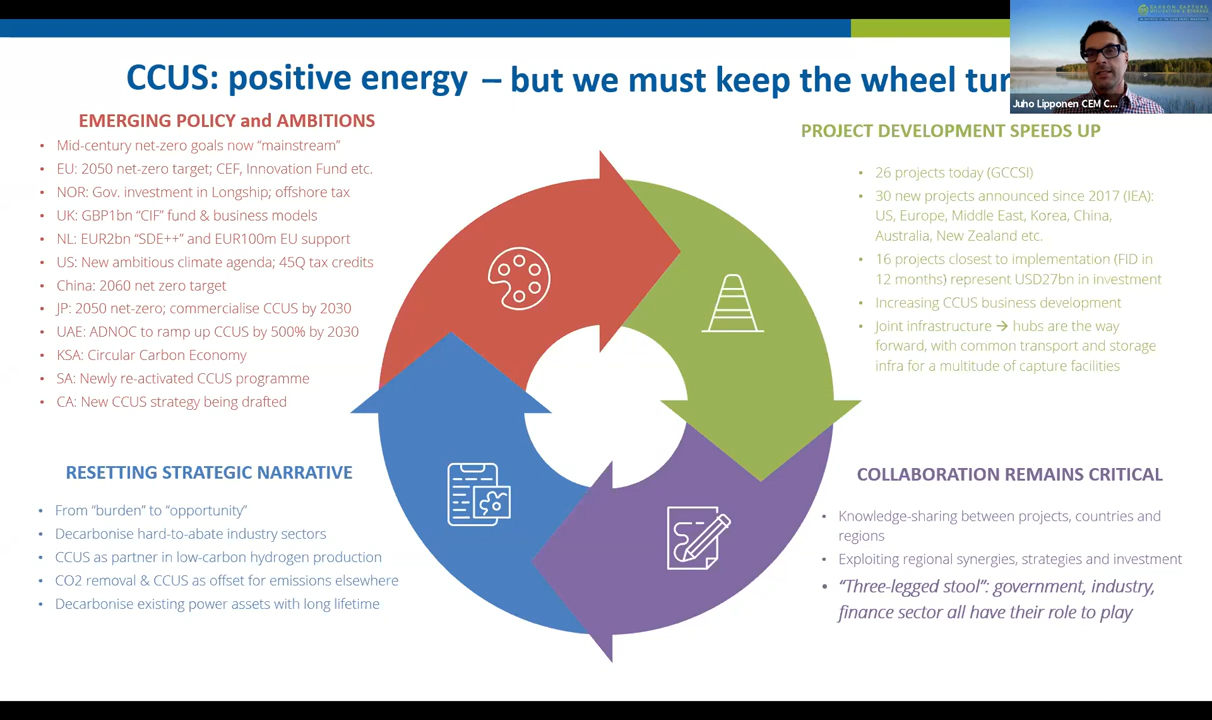 CCUS: positive energy – but we must keep the wheel
CARBON CAPTURE
UTILISATION & STORAGE
Juho Lipponen CEM C...
EMERGING POLICY and AMBITIONS
• Mid-century net-zero goals now “mainstream”
• EU: 2050 net-zero target; CEF, Innovation Fund etc.
• NOR: Gov. investment in Longship; offshore tax
• UK: GBP1bn “CIF” fund & business models
• NL: EUR2bn “SDE++” and EUR100m EU support
• US: New ambitious climate agenda; 45Q tax credits
• China: 2060 net zero target
• JP: 2050 net-zero; commercialise CCUS by 2030
• UAE: ADNOC to ramp up CCUS by 500% by 2030
• KSA: Circular Carbon Economy
• SA: Newly re-activated CCUS programme
• CA: New CCUS strategy being drafted
PROJECT DEVELOPMENT SPEEDS UP
• 26 projects today (GCCSI)
• 30 new projects announced since 2017 (IEA):
US, Europe, Middle East, Korea, China,
Australia, New Zealand etc.
• 16 projects closest to implementation (FID in
12 months) represent USD27bn in investment
• Increasing CCUS business development
• Joint infrastructure → hubs are the way
forward, with common transport and storage
infra for a multitude of capture facilities
RESETTING STRATEGIC NARRATIVE
• From “burden” to “opportunity”
• Decarbonise hard-to-abate industry sectors
• CCUS as partner in low-carbon hydrogen production
• CO2 removal & CCUS as offset for emissions elsewhere
• Decarbonise existing power assets with long lifetime
COLLABORATION REMAINS CRITICAL
• Knowledge-sharing between projects, countries and
regions
• Exploiting regional synergies, strategies and investment
• “Three-legged stool”: government, industry,
finance sector all have their role to play